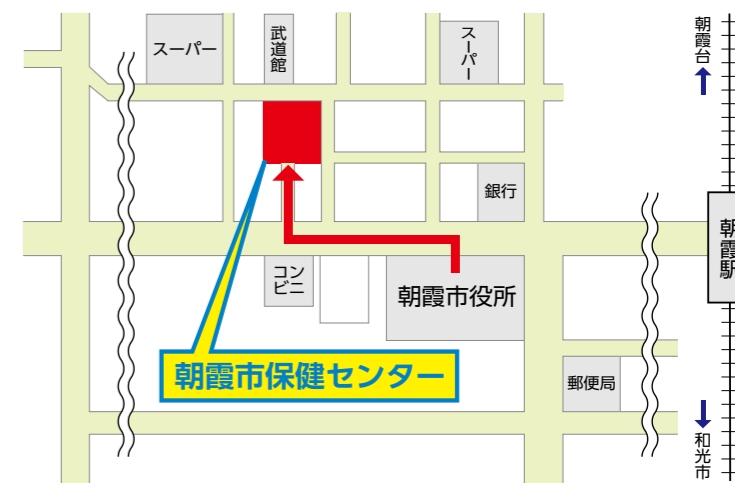 朝霞台
スーパー
武道館
スーパー
銀行
朝霞駅
コン
ビニ
朝霞市役所
朝霞市保健センター
郵便局
和光市